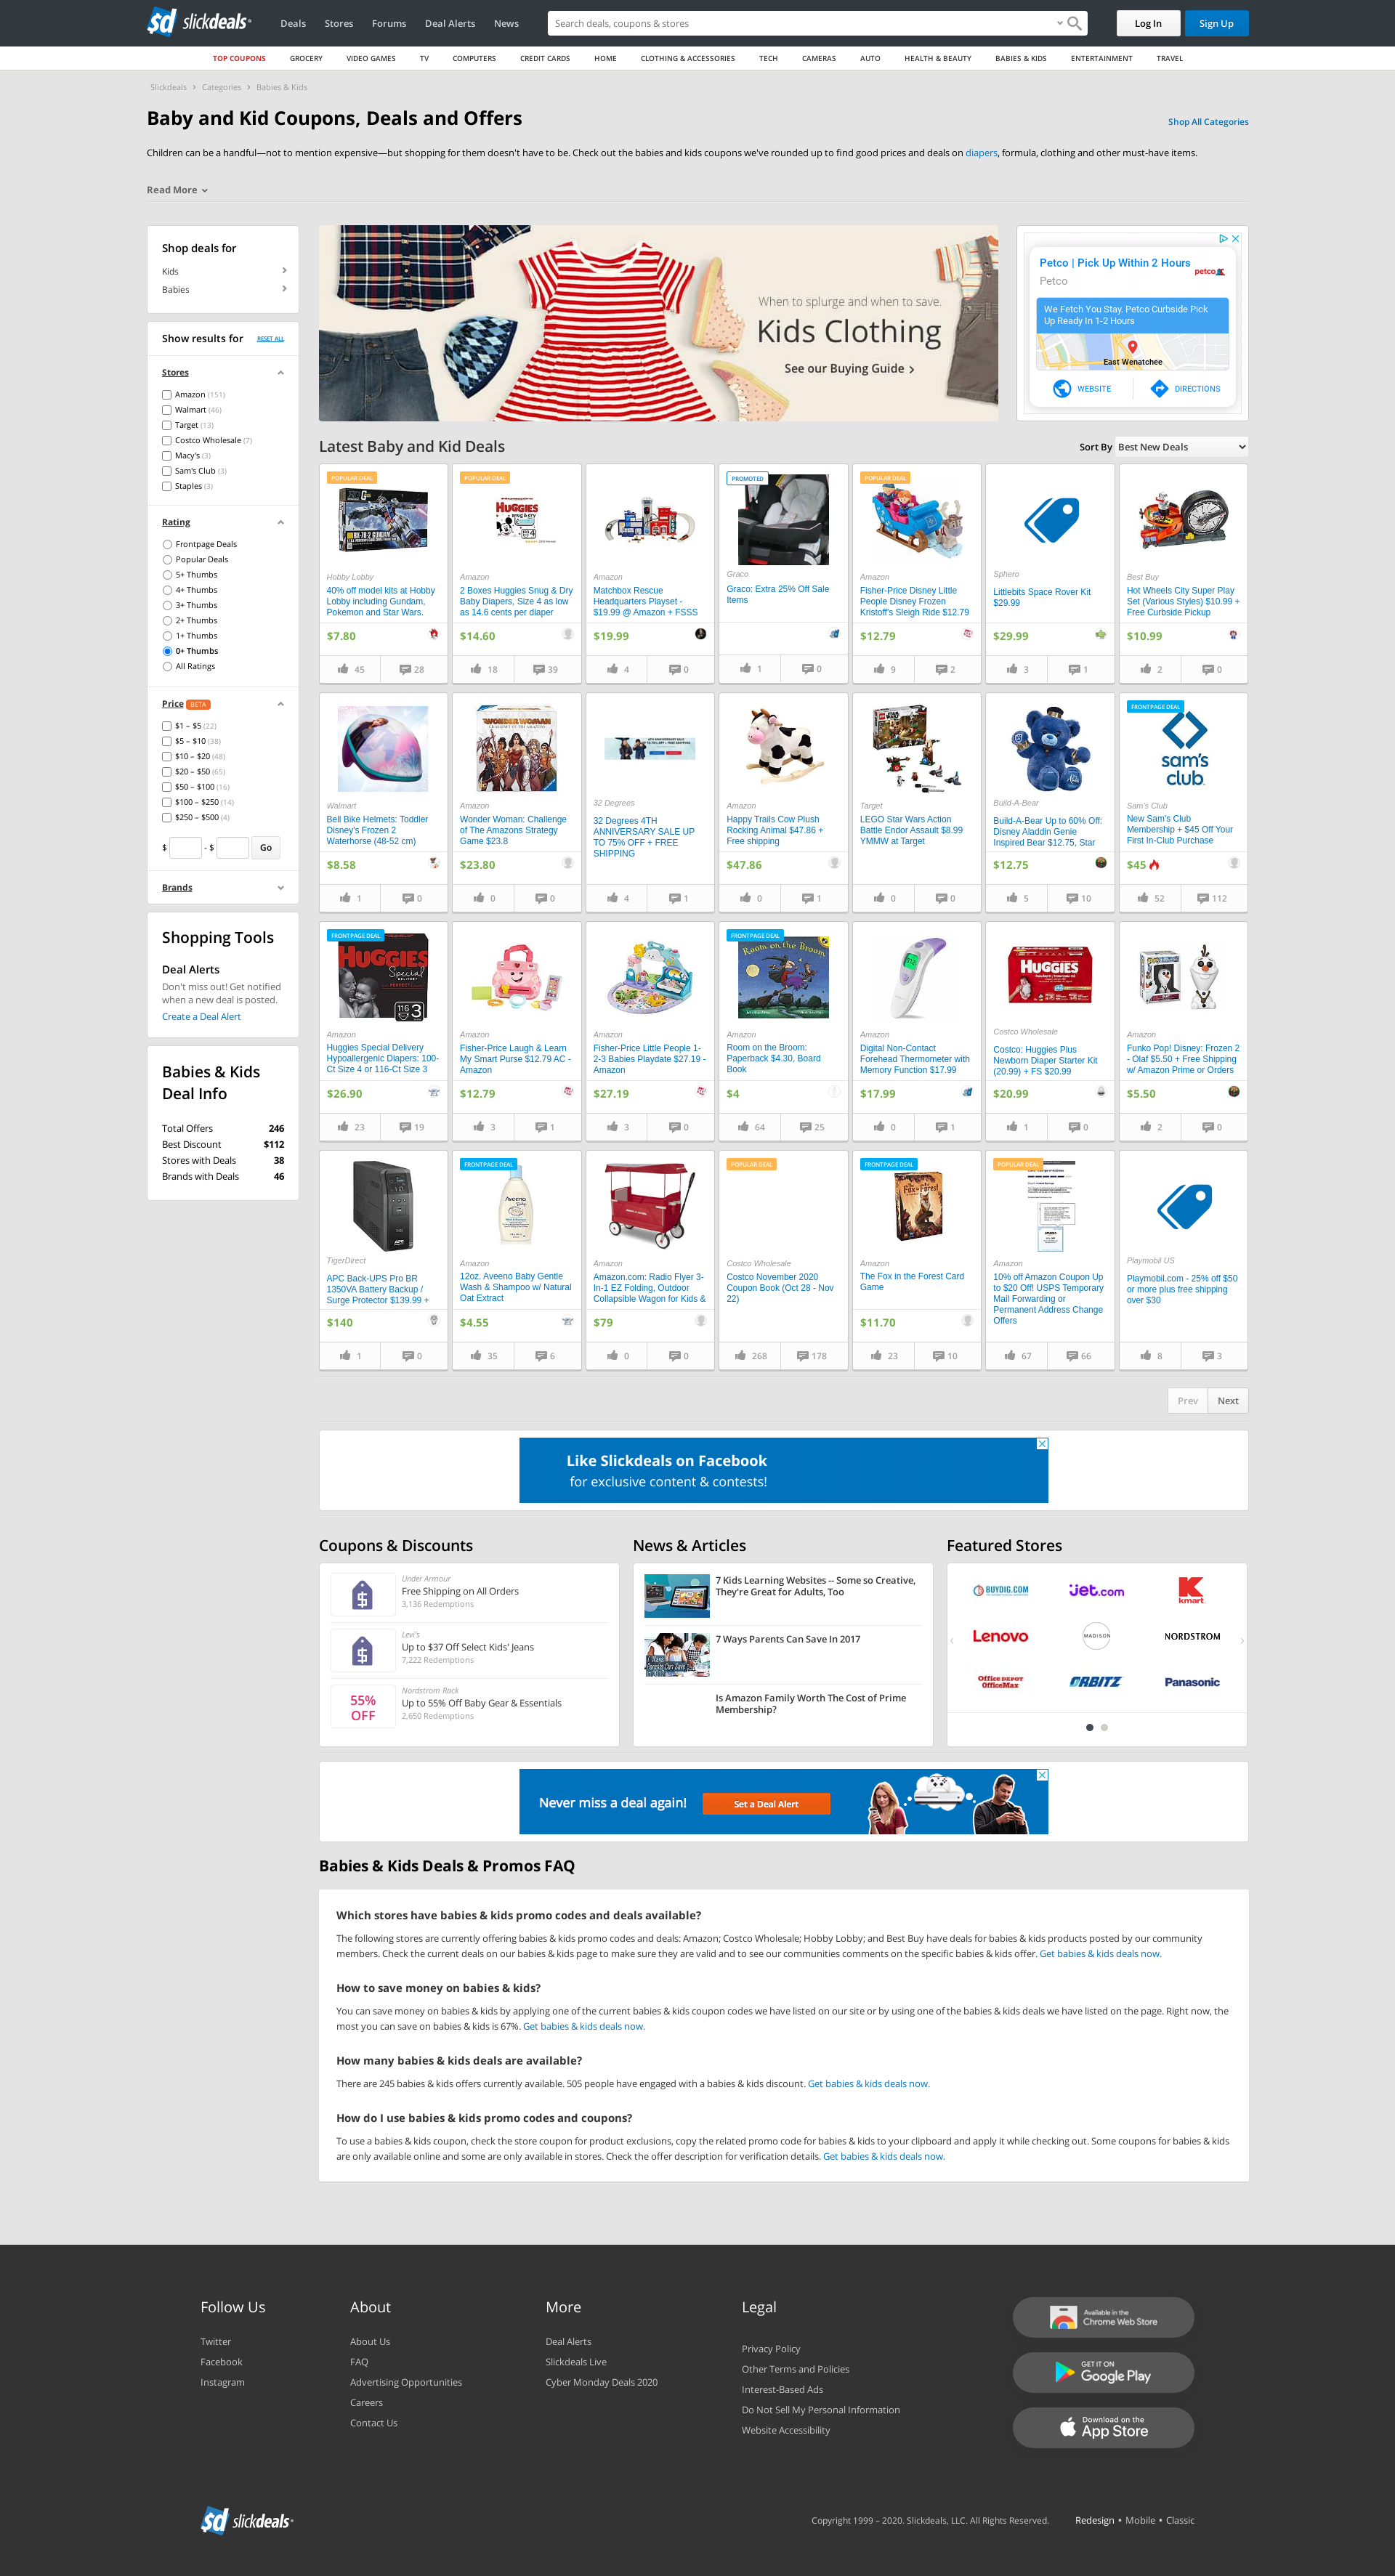 sd slickdeals
Deals Stores Forums Deal Alerts News
Search deals, coupons & stores
Log In
Sign Up
TOP COUPONS GROCERY VIDEO GAMES TV COMPUTERS CREDIT CARDS HOME CLOTHING & ACCESSORIES TECH CAMERAS AUTO HEALTH & BEAUTY BABIES & KIDS ENTERTAINMENT TRAVEL
Slickdeals › Categories › Babies & Kids
Baby and Kid Coupons, Deals and Offers
Shop All Categories
Children can be a handful—not to mention expensive—but shopping for them doesn't have to be. Check out the babies and kids coupons we've rounded up to find good prices and deals on diapers, formula, clothing and other must-have items.
Read More
Shop deals for
Kids
Babies
Show results for RESET ALL
Stores
Amazon (151)
Walmart (46)
Target (13)
Costco Wholesale (7)
Macy's (3)
Sam's Club (3)
Staples (3)
Rating
Frontpage Deals
Popular Deals
5+ Thumbs
4+ Thumbs
3+ Thumbs
2+ Thumbs
1+ Thumbs
0+ Thumbs
All Ratings
Price BETA
$1 – $5 (22)
$5 – $10 (38)
$10 – $20 (48)
$20 – $50 (65)
$50 – $100 (16)
$100 – $250 (14)
$250 – $500 (4)
$ - $ Go
Brands
Shopping Tools
Deal Alerts
Don't miss out! Get notified
when a new deal is posted.
Create a Deal Alert
Babies & Kids
Deal Info
Total Offers 246
Best Discount $112
Stores with Deals 38
Brands with Deals 46
When to splurge and when to save.
Kids Clothing
See our Buying Guide ›
Petco | Pick Up Within 2 Hours
Petco
petco
We Fetch You Stay. Petco Curbside Pick
Up Ready In 1-2 Hours
East Wenatchee
WEBSITE
DIRECTIONS
Latest Baby and Kid Deals
Sort By Best New Deals
POPULAR DEAL
RX-78-2 GUNDAM
Hobby Lobby
40% off model kits at Hobby
Lobby including Gundam,
Pokemon and Star Wars.
$7.80
45 28
POPULAR DEAL
HUGGIES
Amazon
2 Boxes Huggies Snug & Dry
Baby Diapers, Size 4 as low
as 14.6 cents per diaper
$14.60
18 39
Amazon
Matchbox Rescue
Headquarters Playset -
$19.99 @ Amazon + FSSS
$19.99
4 0
PROMOTED
Graco
Graco: Extra 25% Off Sale
Items
1 0
POPULAR DEAL
Amazon
Fisher-Price Disney Little
People Disney Frozen
Kristoff's Sleigh Ride $12.79
$12.79
9 2
Sphero
Littlebits Space Rover Kit
$29.99
$29.99
3 1
Best Buy
Hot Wheels City Super Play
Set (Various Styles) $10.99 +
Free Curbside Pickup
$10.99
2 0
Walmart
Bell Bike Helmets: Toddler
Disney's Frozen 2
Waterhorse (48-52 cm)
$8.58
1 0
WONDER WOMAN
Amazon
Wonder Woman: Challenge
of The Amazons Strategy
Game $23.8
$23.80
0 0
32 Degrees
32 Degrees 4TH
ANNIVERSARY SALE UP
TO 75% OFF + FREE
SHIPPING
4 1
Amazon
Happy Trails Cow Plush
Rocking Animal $47.86 +
Free shipping
$47.86
0 1
Target
LEGO Star Wars Action
Battle Endor Assault $8.99
YMMW at Target
0 0
Build-A-Bear
Build-A-Bear Up to 60% Off:
Disney Aladdin Genie
Inspired Bear $12.75, Star
$12.75
5 10
FRONTPAGE DEAL
sam's
club
Sam's Club
New Sam's Club
Membership + $45 Off Your
First In-Club Purchase
$45
52 112
FRONTPAGE DEAL
HUGGIES
Special
116 3
Amazon
Huggies Special Delivery
Hypoallergenic Diapers: 100-
Ct Size 4 or 116-Ct Size 3
$26.90
23 19
Amazon
Fisher-Price Laugh & Learn
My Smart Purse $12.79 AC -
Amazon
$12.79
3 1
Amazon
Fisher-Price Little People 1-
2-3 Babies Playdate $27.19 -
Amazon
$27.19
3 0
FRONTPAGE DEAL
ROOM on the BROOM
Amazon
Room on the Broom:
Paperback $4.30, Board
Book
$4
64 25
Amazon
Digital Non-Contact
Forehead Thermometer with
Memory Function $17.99
$17.99
0 1
HUGGIES
Costco Wholesale
Costco: Huggies Plus
Newborn Diaper Starter Kit
(20.99) + FS $20.99
$20.99
1 0
Amazon
Funko Pop! Disney: Frozen 2
- Olaf $5.50 + Free Shipping
w/ Amazon Prime or Orders
$5.50
2 0
APC
TigerDirect
APC Back-UPS Pro BR
1350VA Battery Backup /
Surge Protector $139.99 +
$140
1 0
FRONTPAGE DEAL
Aveeno
Baby
Amazon
12oz. Aveeno Baby Gentle
Wash & Shampoo w/ Natural
Oat Extract
$4.55
35 6
Amazon
Amazon.com: Radio Flyer 3-
In-1 EZ Folding, Outdoor
Collapsible Wagon for Kids &
$79
0 0
POPULAR DEAL
Costco Wholesale
Costco November 2020
Coupon Book (Oct 28 - Nov
22)
268 178
FRONTPAGE DEAL
Fox Forest
Amazon
The Fox in the Forest Card
Game
$11.70
23 10
POPULAR DEAL
Amazon
10% off Amazon Coupon Up
to $20 Off! USPS Temporary
Mail Forwarding or
Permanent Address Change
Offers
67 66
Playmobil US
Playmobil.com - 25% off $50
or more plus free shipping
over $30
8 3
Prev Next
Like Slickdeals on Facebook
for exclusive content & contests!
Coupons & Discounts
Under Armour
Free Shipping on All Orders
3,136 Redemptions
Levi's
Up to $37 Off Select Kids' Jeans
7,222 Redemptions
55%
OFF
Nordstrom Rack
Up to 55% Off Baby Gear & Essentials
2,650 Redemptions
News & Articles
7 Kids Learning Websites -- Some so Creative,
They're Great for Adults, Too
7 Ways Parents Can Save In 2017
Is Amazon Family Worth The Cost of Prime
Membership?
Featured Stores
BUYDIG.COM
jet.com
kmart
Lenovo
MADISON
NORDSTROM
Office DEPOT
OfficeMax
ORBITZ
Panasonic
Never miss a deal again!
Set a Deal Alert
Babies & Kids Deals & Promos FAQ
Which stores have babies & kids promo codes and deals available?
The following stores are currently offering babies & kids promo codes and deals: Amazon; Costco Wholesale; Hobby Lobby; and Best Buy have deals for babies & kids products posted by our community
members. Check the current deals on our babies & kids page to make sure they are valid and to see our communities comments on the specific babies & kids offer. Get babies & kids deals now.
How to save money on babies & kids?
You can save money on babies & kids by applying one of the current babies & kids coupon codes we have listed on our site or by using one of the babies & kids deals we have listed on the page. Right now, the
most you can save on babies & kids is 67%. Get babies & kids deals now.
How many babies & kids deals are available?
There are 245 babies & kids offers currently available. 505 people have engaged with a babies & kids discount. Get babies & kids deals now.
How do I use babies & kids promo codes and coupons?
To use a babies & kids coupon, check the store coupon for product exclusions, copy the related promo code for babies & kids to your clipboard and apply it while checking out. Some coupons for babies & kids
are only available online and some are only available in stores. Check the offer description for verification details. Get babies & kids deals now.
Follow Us
Twitter
Facebook
Instagram
About
About Us
FAQ
Advertising Opportunities
Careers
Contact Us
More
Deal Alerts
Slickdeals Live
Cyber Monday Deals 2020
Legal
Privacy Policy
Other Terms and Policies
Interest-Based Ads
Do Not Sell My Personal Information
Website Accessibility
Available in the
Chrome Web Store
GET IT ON
Google Play
Download on the
App Store
sd slickdeals
Copyright 1999 – 2020. Slickdeals, LLC. All Rights Reserved.
Redesign • Mobile • Classic